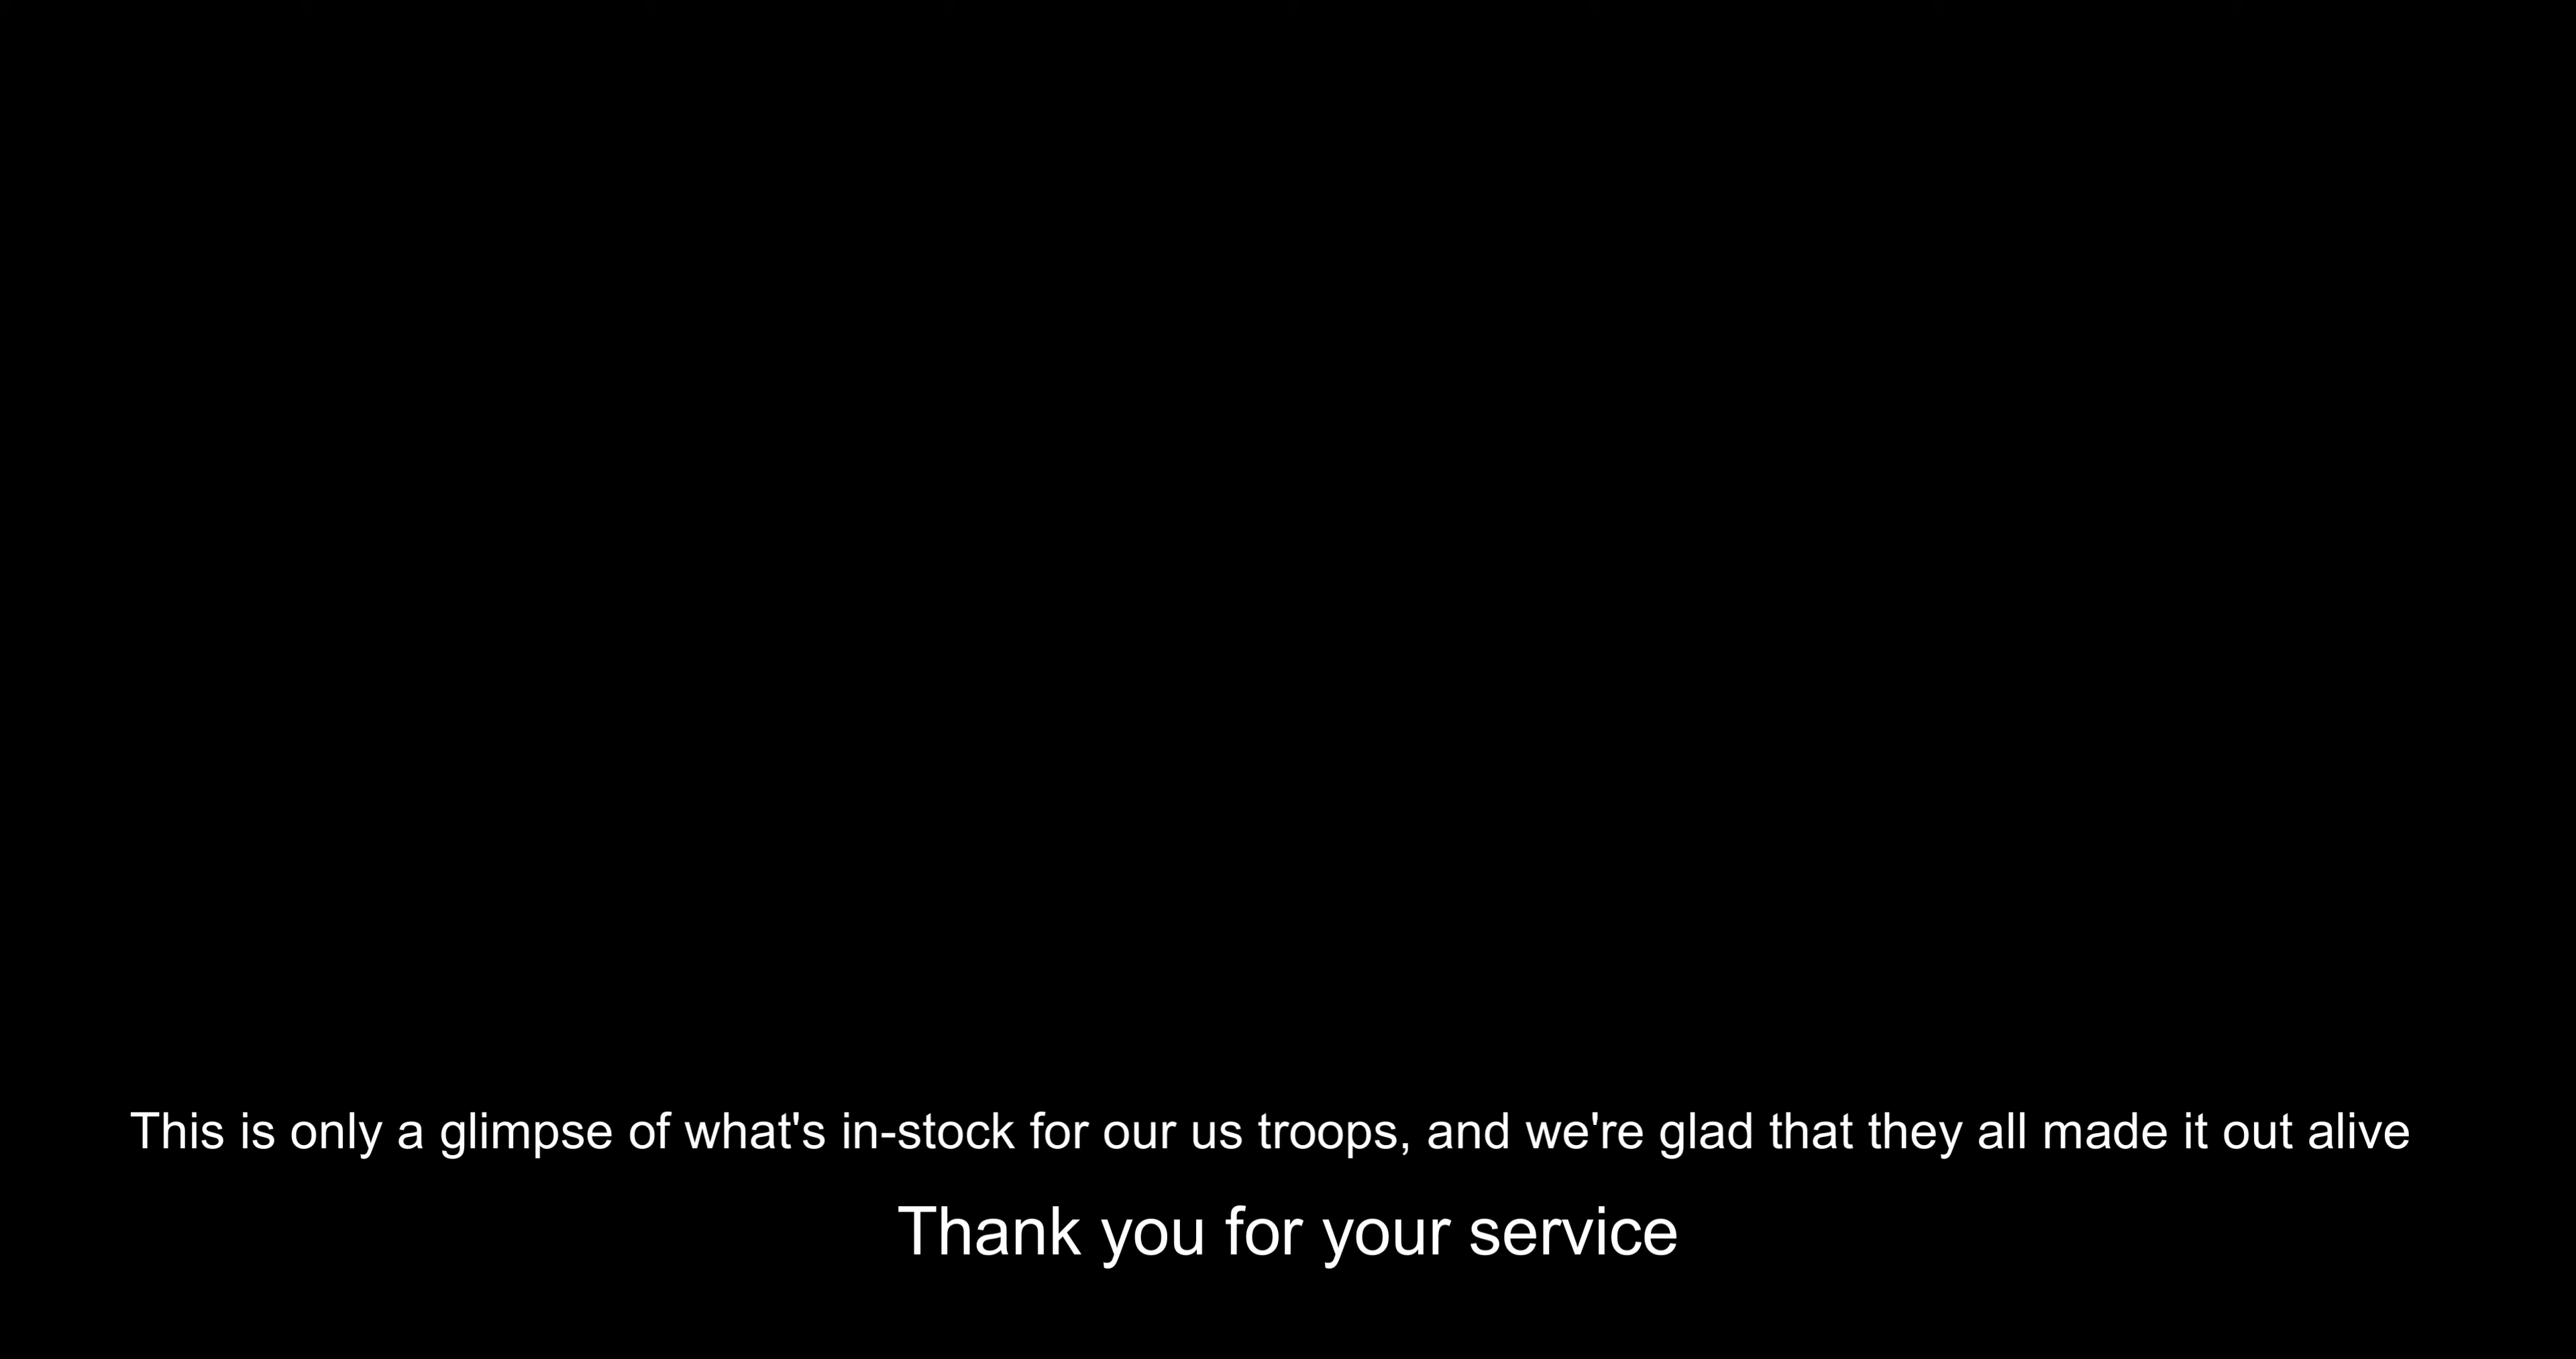 This is only a glimpse of what's in-stock for our us troops, and we're glad that they all made it out alive
Thank you for your service